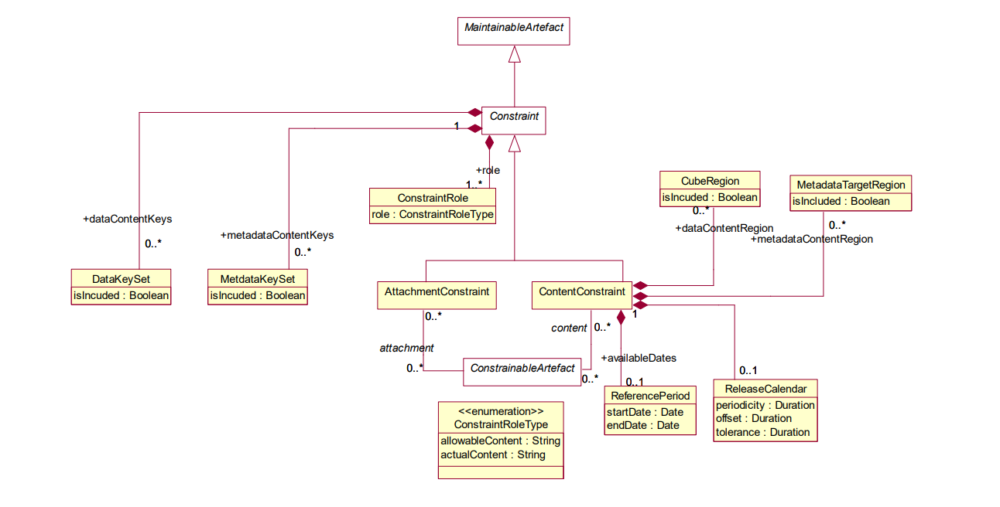 MaintainableArtefact
Constraint
1
+role
1..*
ConstraintRole
role : ConstraintRoleType
CubeRegion
isIncuded : Boolean
0..*
+dataContentRegion
MetadataTargetRegion
isIncluded : Boolean
0..*
+metadataContentRegion
+dataContentKeys
0..*
+metadataContentKeys
0..*
DataKeySet
isIncuded : Boolean
MetdataKeySet
isIncuded : Boolean
AttachmentConstraint
0..*
ContentConstraint
1
content
0..*
attachment
0..*
ConstrainableArtefact
0..*
+availableDates
0..1
0..1
ReferencePeriod
startDate : Date
endDate : Date
ReleaseCalendar
periodicity : Duration
offset : Duration
tolerance : Duration
<<enumeration>>
ConstraintRoleType
allowableContent : String
actualContent : String